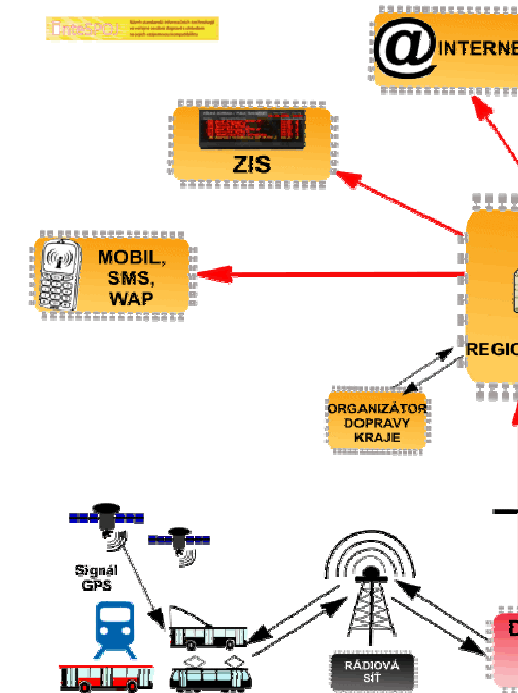 INTERNE
ZIS
MOBIL,
SMS,
WAP
REGIO
ORGANIZÁTOR
DOPRAVY
KRAJE
Signál
GPS
RÁDIOVÁ
SÍŤ